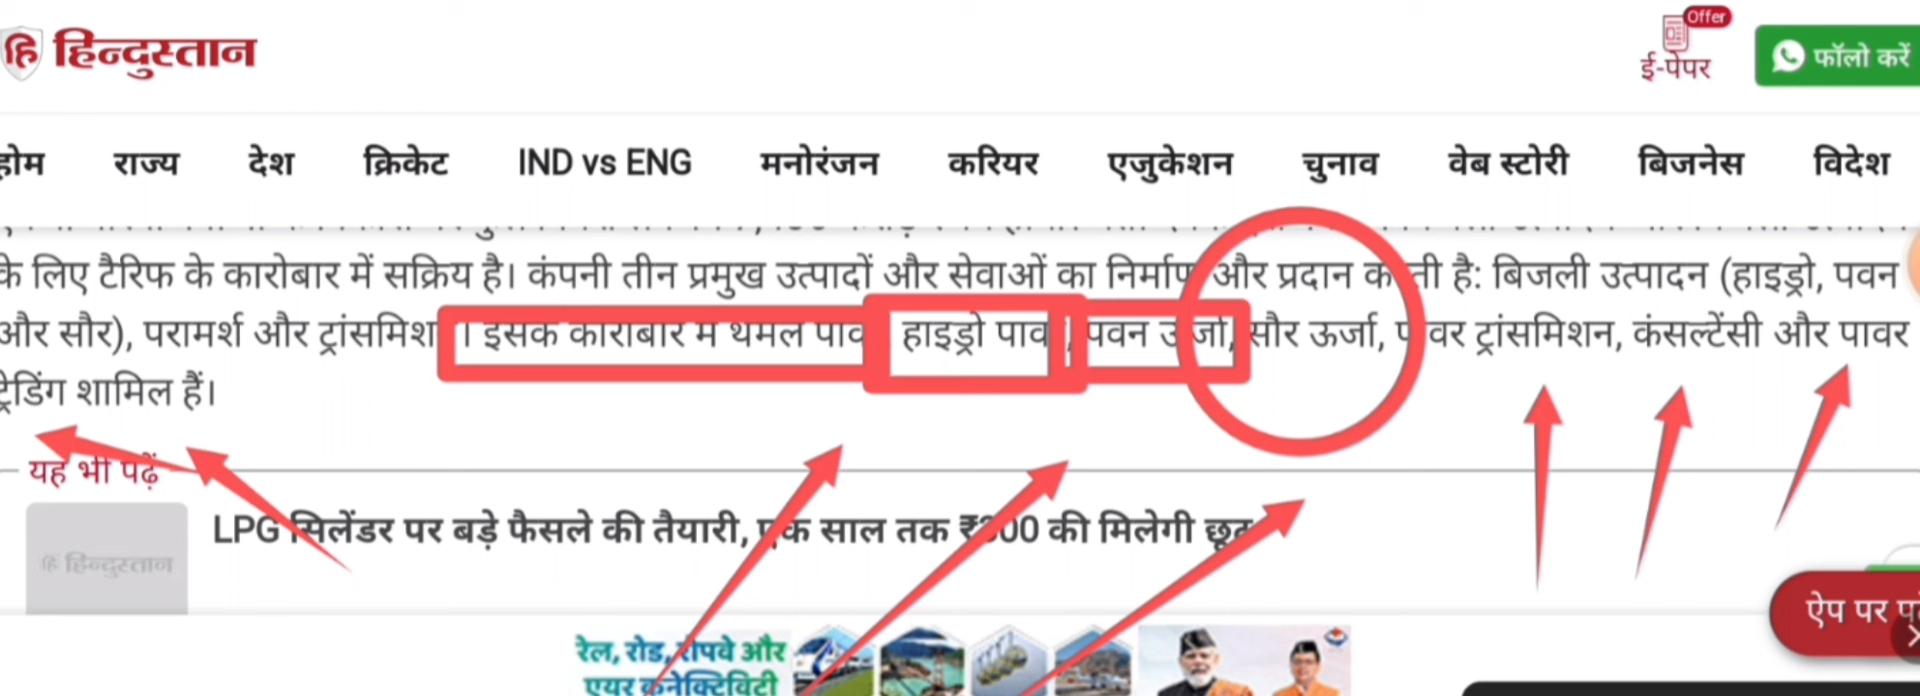 हि हिन्दुस्तान
Offer
ई-पेपर
फॉलो करें
होम राज्य देश क्रिकेट IND vs ENG मनोरंजन करियर एजुकेशन चुनाव वेब स्टोरी बिजनेस विदेश
के लिए टैरिफ के कारोबार में सक्रिय है। कंपनी तीन प्रमुख उत्पादों और सेवाओं का निर्माण और प्रदान करती है: बिजली उत्पादन (हाइड्रो, पवन
और सौर), परामर्श और ट्रांसमिशन। इसके कारोबार में थर्मल पावर, हाइड्रो पावर, पवन ऊर्जा, सौर ऊर्जा, पावर ट्रांसमिशन, कंसल्टेंसी और पावर
ट्रेडिंग शामिल हैं।
यह भी पढ़ें
LPG सिलेंडर पर बड़े फैसले की तैयारी, एक साल तक ₹300 की मिलेगी छूट
हि हिन्दुस्तान
ऐप पर
रेल, रोड, रोपवे और
एयर कनेक्टिविटी